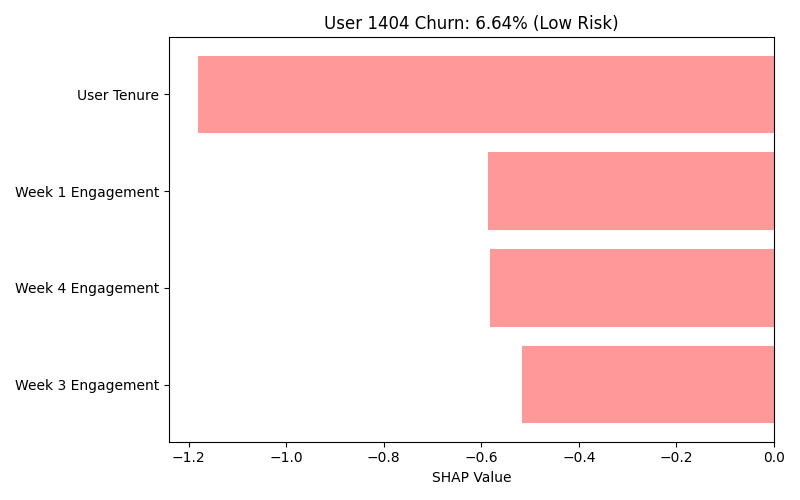 User 1404 Churn: 6.64% (Low Risk)
User Tenure
Week 1 Engagement
Week 4 Engagement
Week 3 Engagement
−1.2 −1.0 −0.8 −0.6 −0.4 −0.2 0.0
SHAP Value